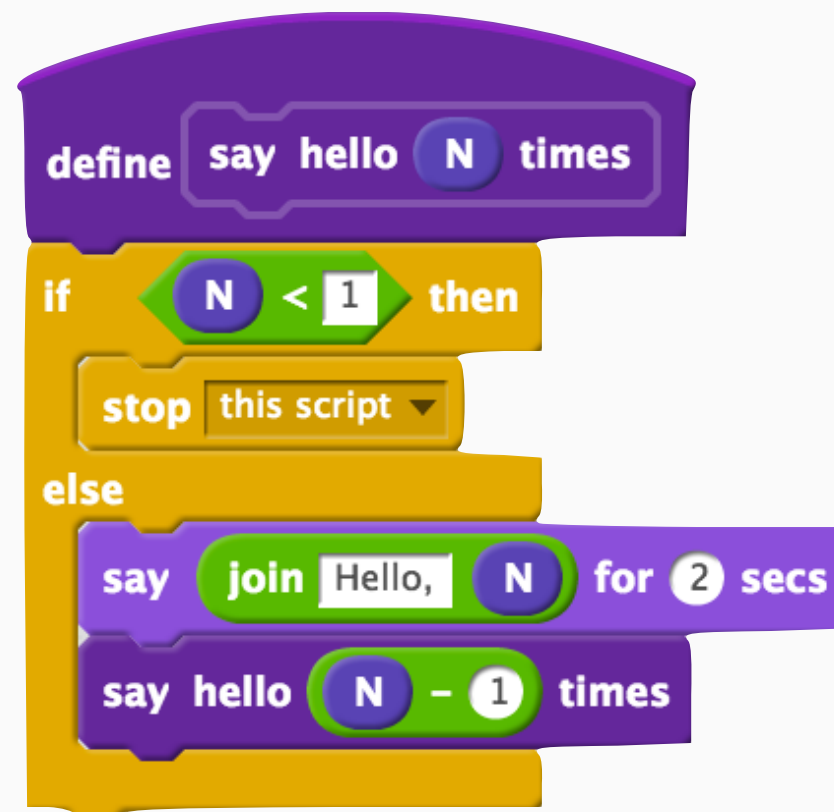 define say hello N times
if N < 1 then
stop this script
else
say join Hello, N for 2 secs
say hello N - 1 times